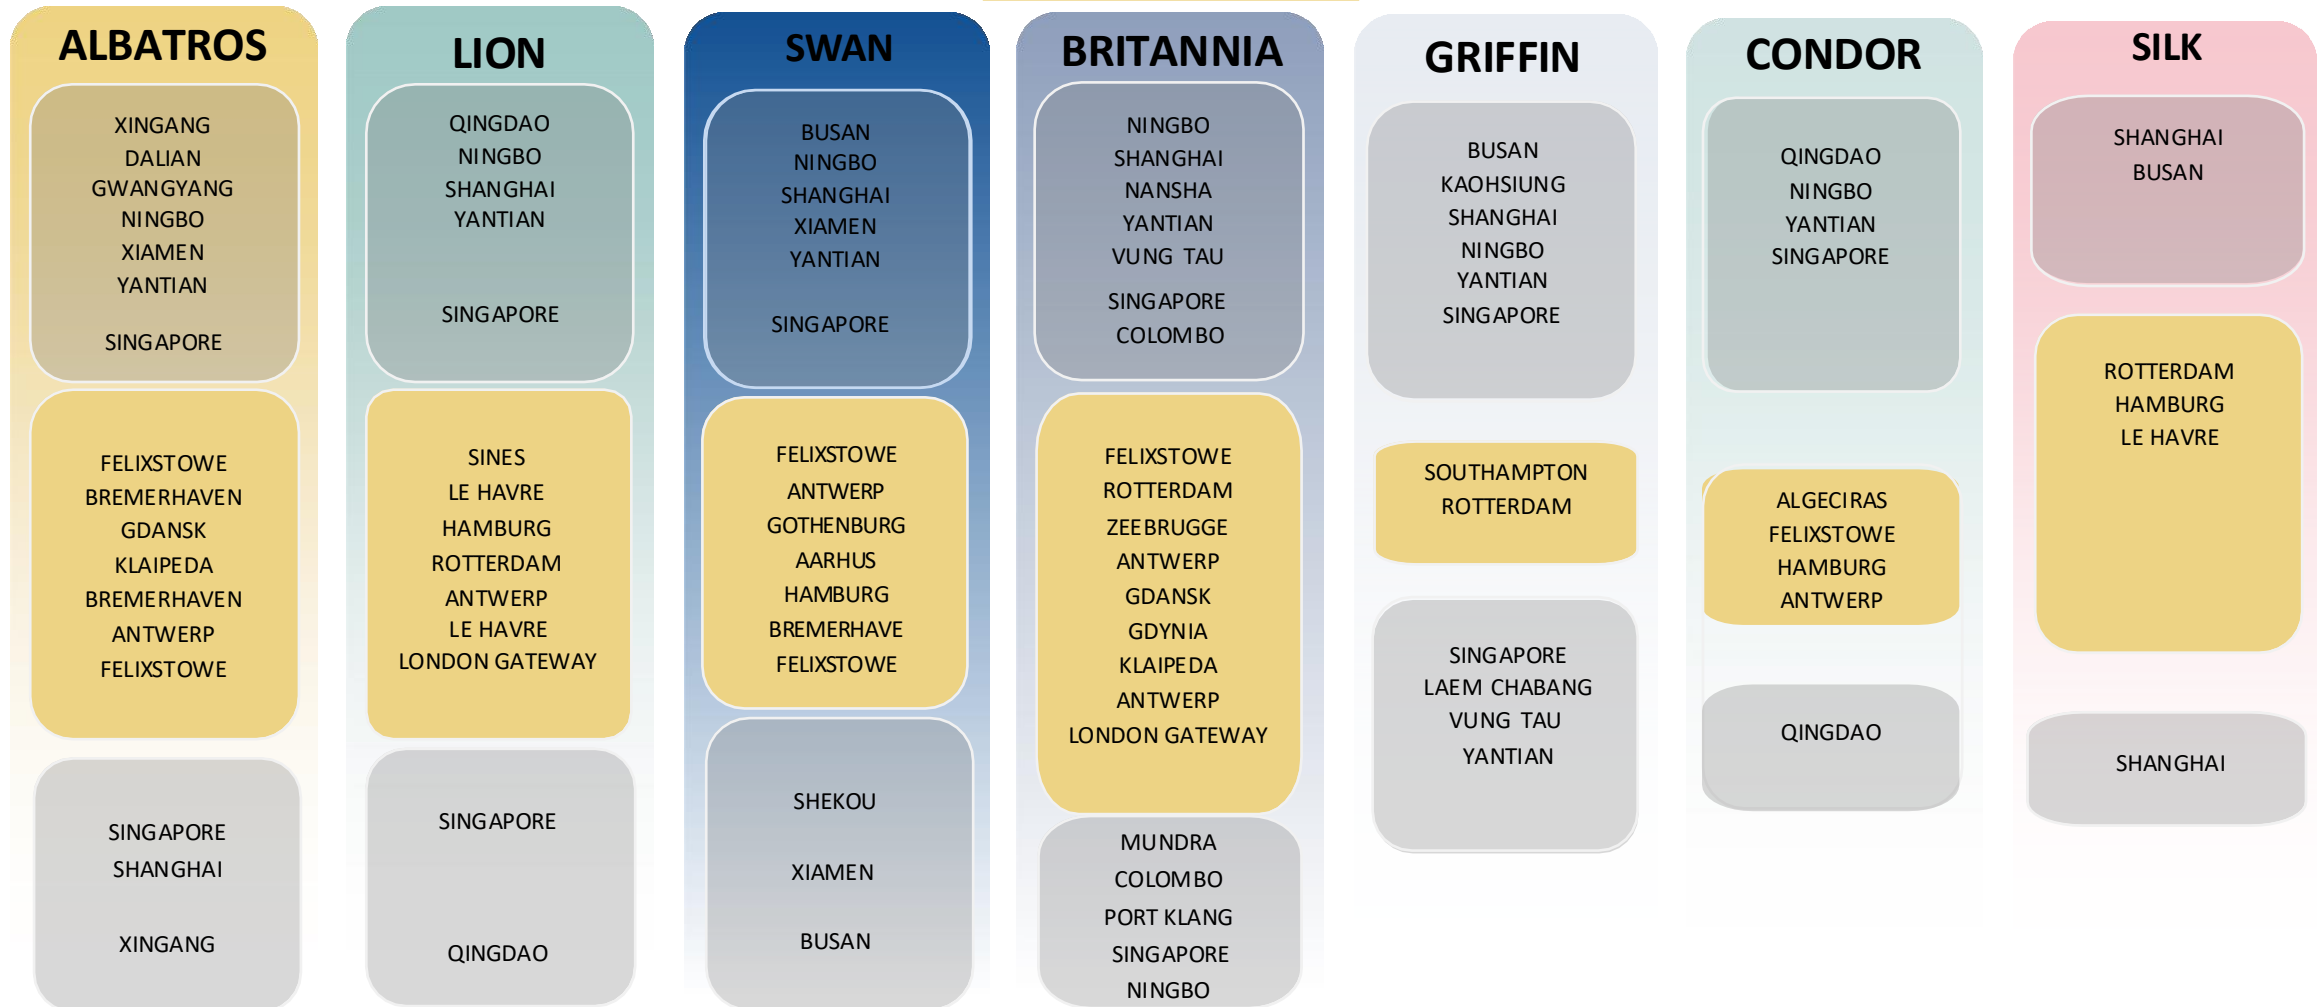 ALBATROS
XINGANG
DALIAN
GWANGYANG
NINGBO
XIAMEN
YANTIAN
SINGAPORE
FELIXSTOWE
BREMERHAVEN
GDANSK
KLAIPEDA
BREMERHAVEN
ANTWERP
FELIXSTOWE
SINGAPORE
SHANGHAI
XINGANG
LION
QINGDAO
NINGBO
SHANGHAI
YANTIAN
SINGAPORE
SINES
LE HAVRE
HAMBURG
ROTTERDAM
ANTWERP
LE HAVRE
LONDON GATEWAY
SINGAPORE
QINGDAO
SWAN
BUSAN
NINGBO
SHANGHAI
XIAMEN
YANTIAN
SINGAPORE
FELIXSTOWE
ANTWERP
GOTHENBURG
AARHUS
HAMBURG
BREMERHAVE
FELIXSTOWE
SHEKOU
XIAMEN
BUSAN
BRITANNIA
NINGBO
SHANGHAI
NANSHA
YANTIAN
VUNG TAU
SINGAPORE
COLOMBO
FELIXSTOWE
ROTTERDAM
ZEEBRUGGE
ANTWERP
GDANSK
GDYNIA
KLAIPEDA
ANTWERP
LONDON GATEWAY
MUNDRA
COLOMBO
PORT KLANG
SINGAPORE
NINGBO
GRIFFIN
BUSAN
KAOHSIUNG
SHANGHAI
NINGBO
YANTIAN
SINGAPORE
SOUTHAMPTON
ROTTERDAM
SINGAPORE
LAEM CHABANG
VUNG TAU
YANTIAN
CONDOR
QINGDAO
NINGBO
YANTIAN
SINGAPORE
ALGECIRAS
FELIXSTOWE
HAMBURG
ANTWERP
QINGDAO
SILK
SHANGHAI
BUSAN
ROTTERDAM
HAMBURG
LE HAVRE
SHANGHAI